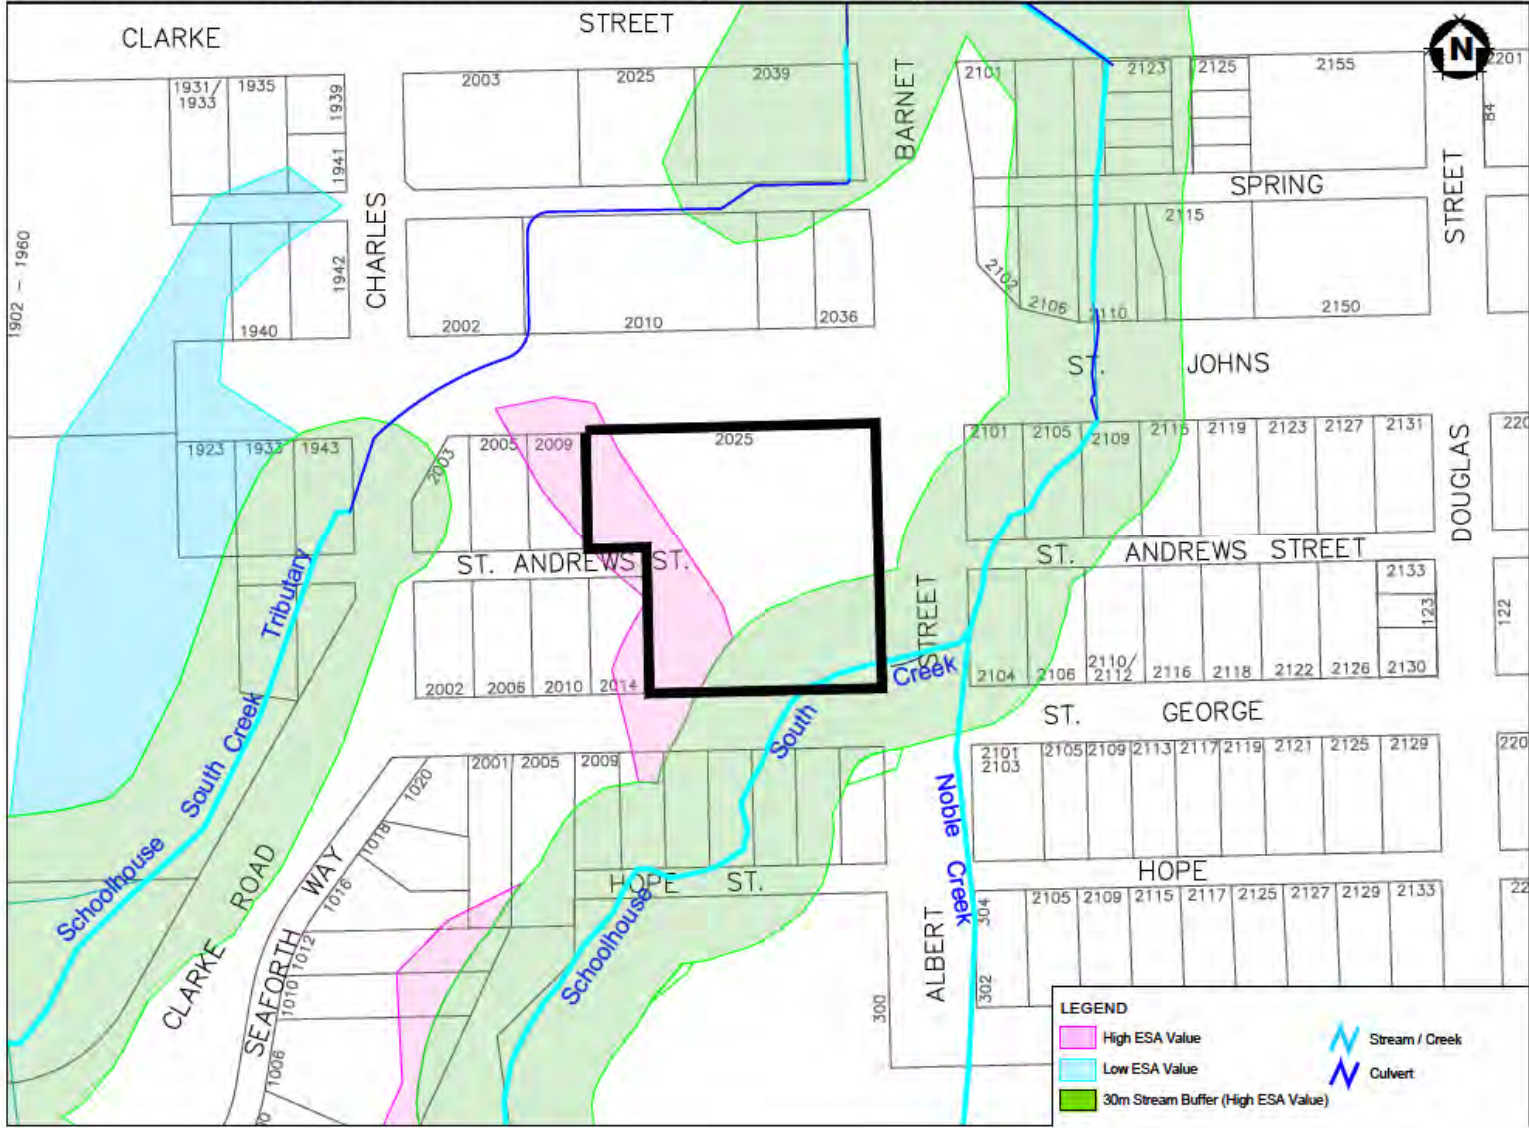 CLARKE
STREET
N
1931/
1933
1935
1939
1941
2003
2025
2039
BARNET
2101
2123
2125
2155
2201
84
STREET
SPRING
1902 - 1960
CHARLES
1942
1940
2002
2010
2036
2102
2106
2110
2115
2150
ST.
JOHNS
1923
1933
1943
2003
2005
2009
2025
2101
2105
2109
2115
2119
2123
2127
2131
220
DOUGLAS
ST. ANDREWS ST.
ST. ANDREWS STREET
STREET
2133
123
122
Tributary
South Creek
Schoolhouse
2002
2006
2010
2014
Creek
South
2104
2106
2110/
2112
2116
2118
2122
2126
2130
ST. GEORGE
2001
2005
2009
1020
1018
1016
1012
1010
1006
2101
2103
2105
2109
2113
2117
2119
2121
2125
2129
220
Noble Creek
HOPE ST.
Schoolhouse
HOPE
CLARKE ROAD
SEAFORTH WAY
300
ALBERT
304
302
2105
2109
2115
2117
2125
2127
2129
2133
22
LEGEND
High ESA Value
Stream / Creek
Low ESA Value
Culvert
30m Stream Buffer (High ESA Value)